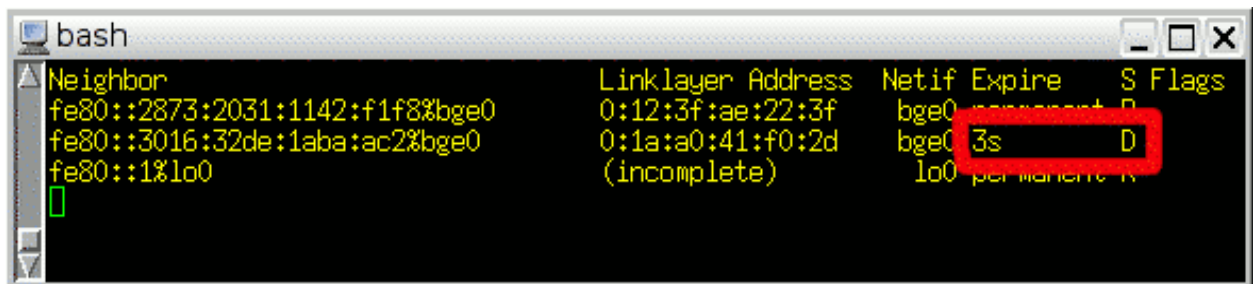 bash
Neighbor Linklayer Address Netif Expire S Flags
fe80::2873:2031:1142:f1f8%bge0 0:12:3f:ae:22:3f bge0 permanent R
fe80::3016:32de:1aba:ac2%bge0 0:1a:a0:41:f0:2d bge0 3s D
fe80::1%lo0 (incomplete) lo0 permanent R